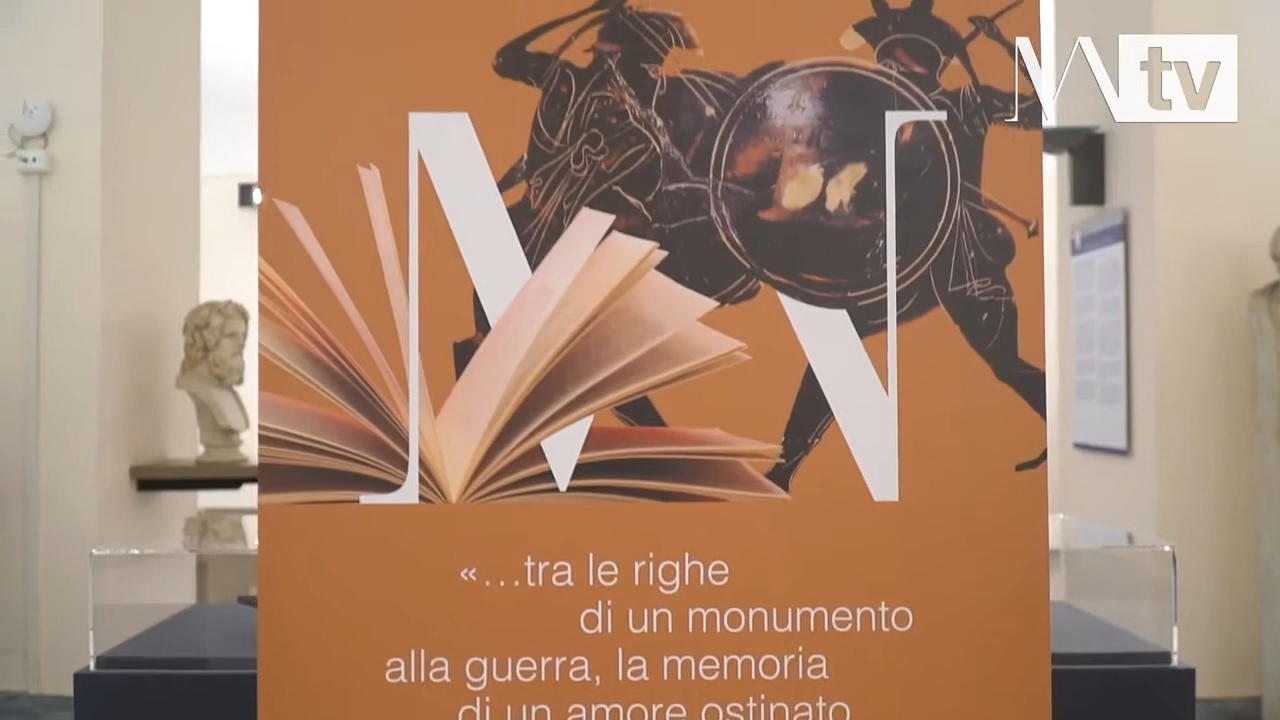 tv
«...tra le righe
di un monumento
alla guerra, la memoria
di un amore ostinato